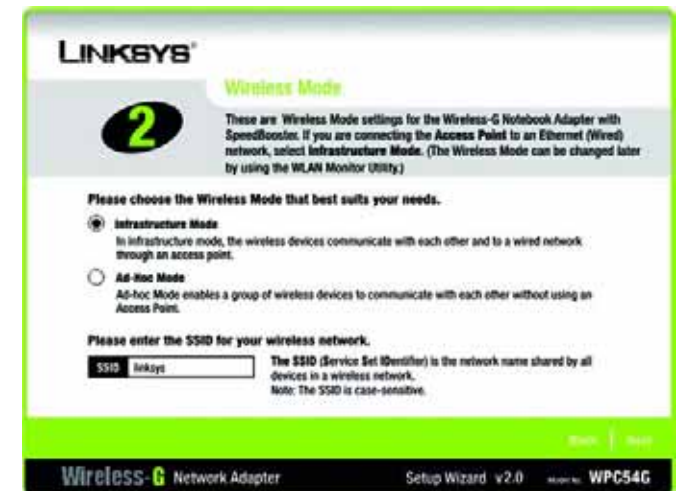 LINKSYS®
Wireless Mode
2
These are Wireless Mode settings for the Wireless-G Notebook Adapter with
SpeedBooster. If you are connecting the Access Point to an Ethernet (Wired)
network, select Infrastructure Mode. (The Wireless Mode can be changed later
by using the WLAN Monitor Utility.)
Please choose the Wireless Mode that best suits your needs.
Infrastructure Mode
In infrastructure mode, the wireless devices communicate with each other and to a wired network
through an access point.
Ad-Hoc Mode
Ad-hoc Mode enables a group of wireless devices to communicate with each other without using an
Access Point.
Please enter the SSID for your wireless network.
SSID linksys
The SSID (Service Set IDentifier) is the network name shared by all
devices in a wireless network.
Note: The SSID is case-sensitive.
Back | Next
Wireless-G Network Adapter Setup Wizard v2.0 WPC54G